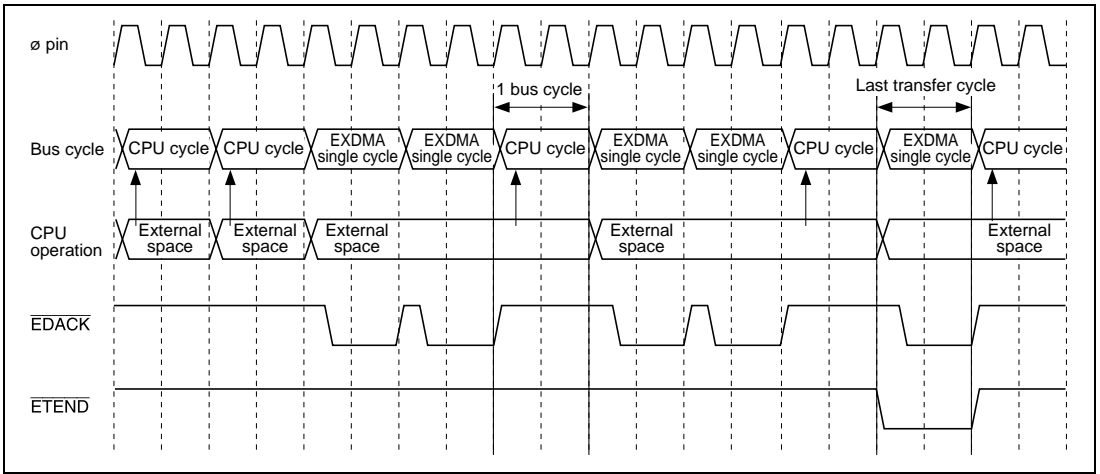 ø pin
1 bus cycle
Last transfer cycle
Bus cycle
CPU cycle
CPU cycle
EXDMA
single cycle
EXDMA
single cycle
CPU cycle
EXDMA
single cycle
EXDMA
single cycle
CPU cycle
EXDMA
single cycle
CPU cycle
CPU
operation
External
space
External
space
External
space
External
space
External
space
EDACK
ETEND